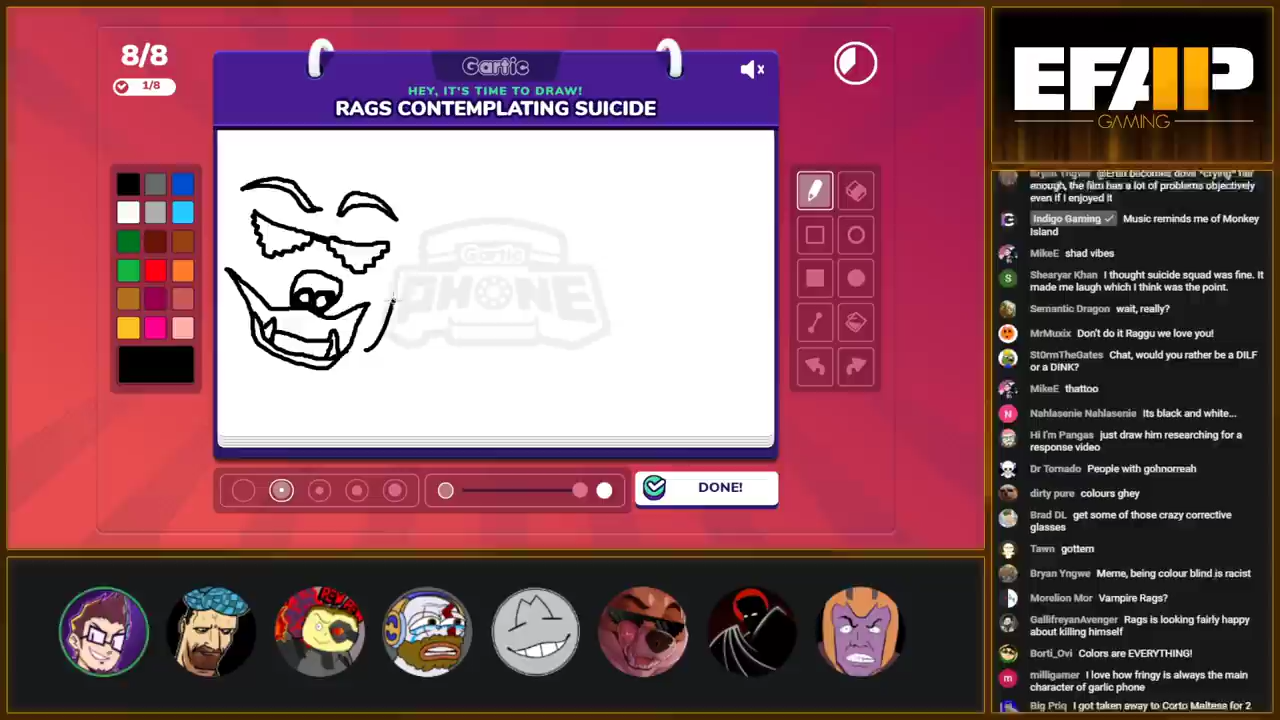 8/8
1/8
Gartic
HEY, IT'S TIME TO DRAW!
RAGS CONTEMPLATING SUICIDE
Gartic
PHONE
DONE!
EFAP
GAMING
enough, the film has a lot of problems objectively
even if I enjoyed it
Indigo Gaming ✓ Music reminds me of Monkey
Island
MikeE shad vibes
Shearyar Khan I thought suicide squad was fine. It
made me laugh which I think was the point.
Semantic Dragon wait, really?
MrMuxix Don't do it Raggu we love you!
St0rmTheGates Chat, would you rather be a DILF
or a DINK?
MikeE thattoo
Nahlasenie Nahlasenie Its black and white...
Hi I'm Pangas just draw him researching for a
response video
Dr Tornado People with gohnorreah
dirty pure colours ghey
Brad DL get some of those crazy corrective
glasses
Tawn gottem
Bryan Yngwe Meme, being colour blind is racist
Morelion Mor Vampire Rags?
GallifreyanAvenger Rags is looking fairly happy
about killing himself
Borti_Ovi Colors are EVERYTHING!
milligamer I love how fringy is always the main
character of garlic phone
Big Priq I got taken away to Corto Maltese for 2